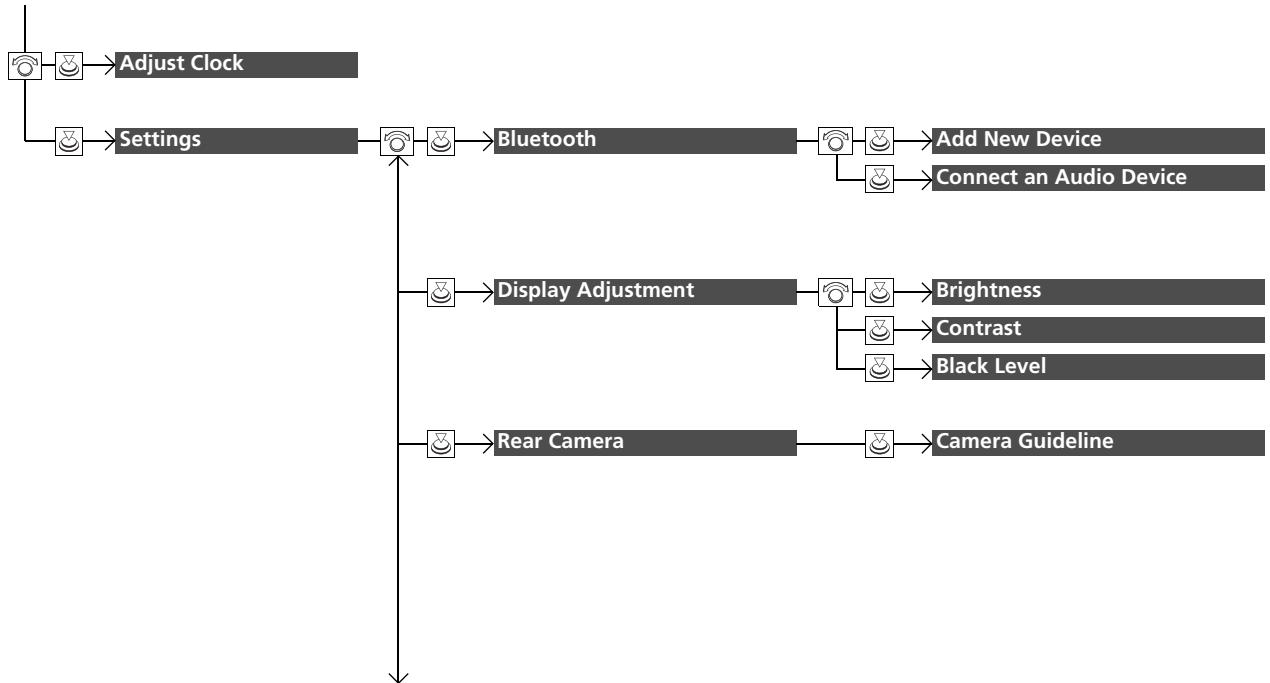 Adjust Clock
Settings
Bluetooth
Add New Device
Connect an Audio Device
Display Adjustment
Brightness
Contrast
Black Level
Rear Camera
Camera Guideline